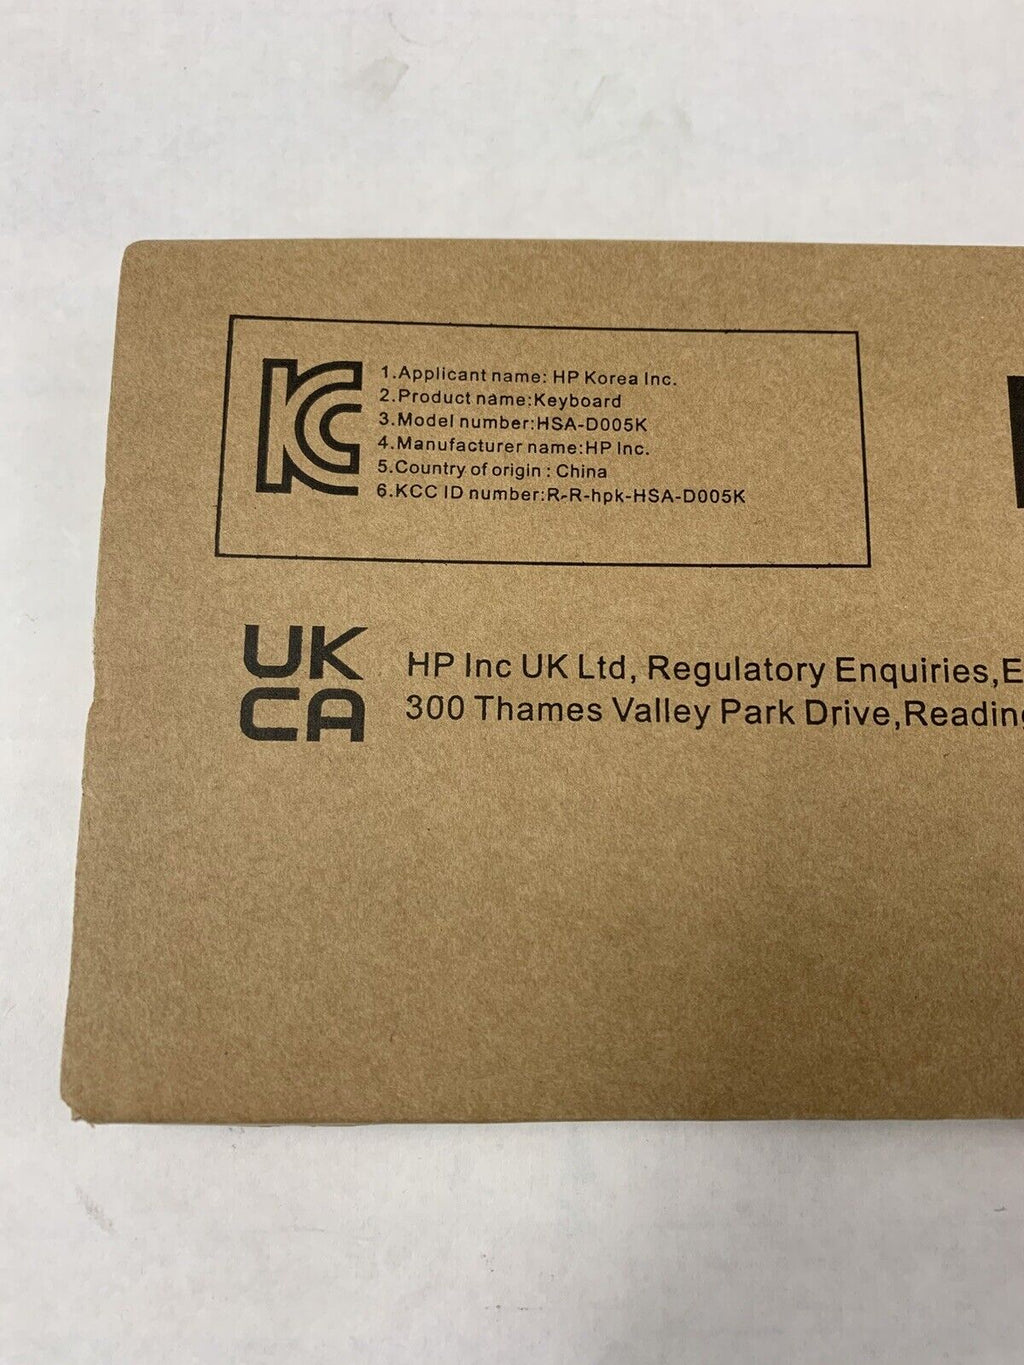 KC
1.Applicant name: HP Korea Inc.
2.Product name:Keyboard
3.Model number:HSA-D005K
4.Manufacturer name:HP Inc.
5.Country of origin : China
6.KCC ID number:R-R-hpk-HSA-D005K
UK
CA
HP Inc UK Ltd, Regulatory Enquiries,
300 Thames Valley Park Drive,Reading